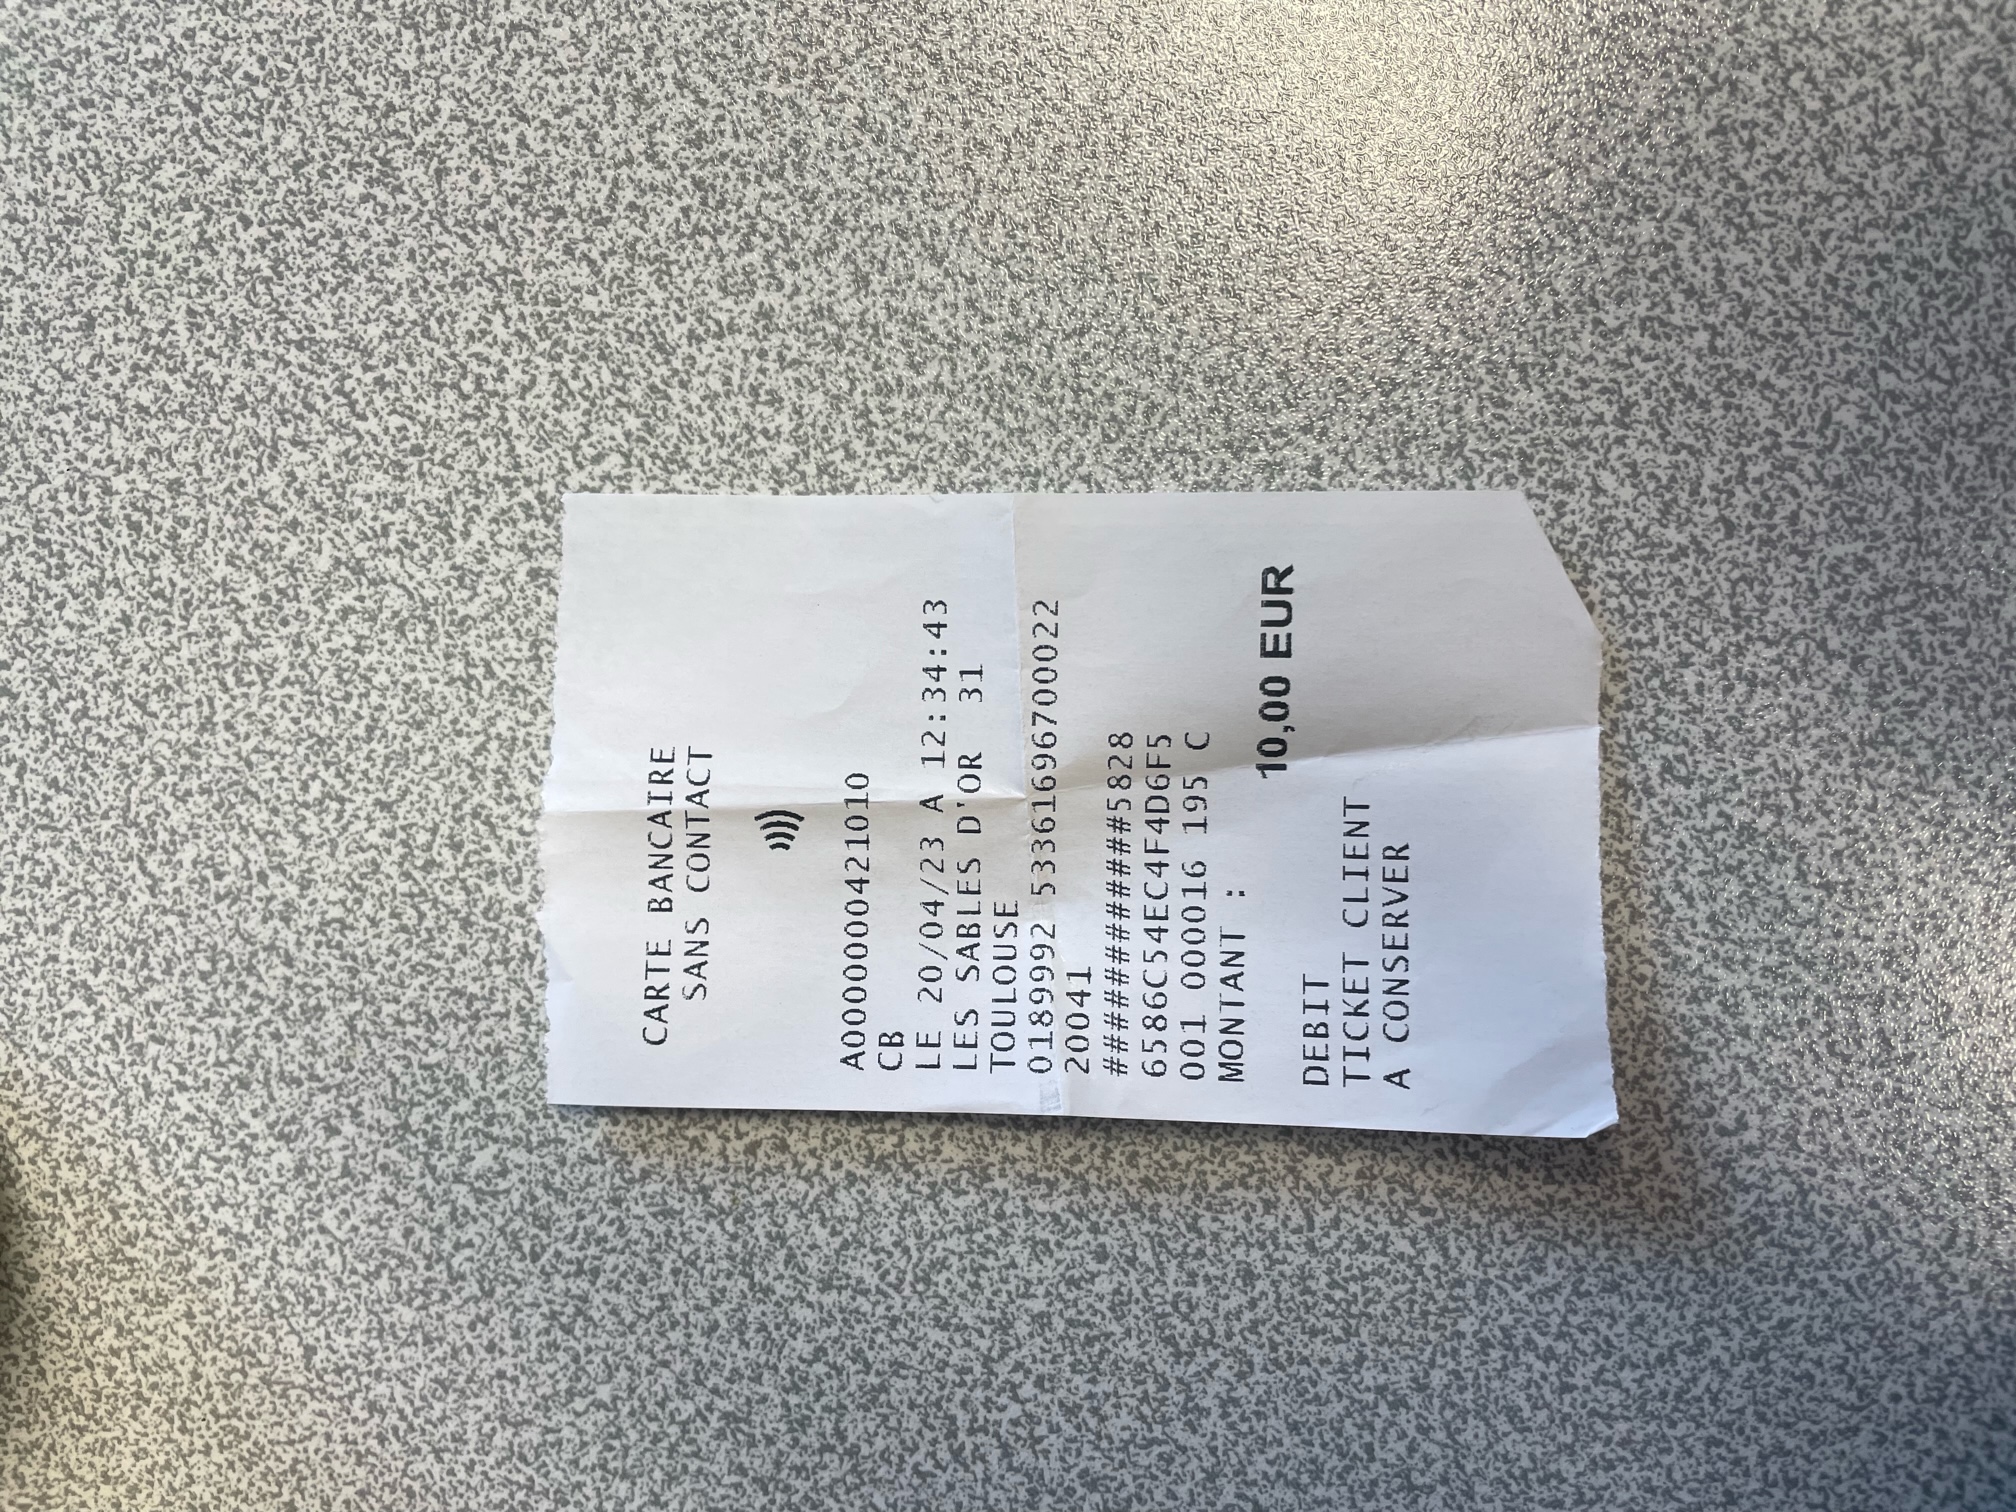 CARTE BANCAIRE
SANS CONTACT
A0000000421010
CB
LE 20/04/23 A 12:34:43
LES SABLES D'OR 31
TOULOUSE
0189992 53361696700022
20041
############5828
6586C54EC4F4D6F5
001 000016 195 C
MONTANT :
10,00 EUR
DEBIT
TICKET CLIENT
A CONSERVER